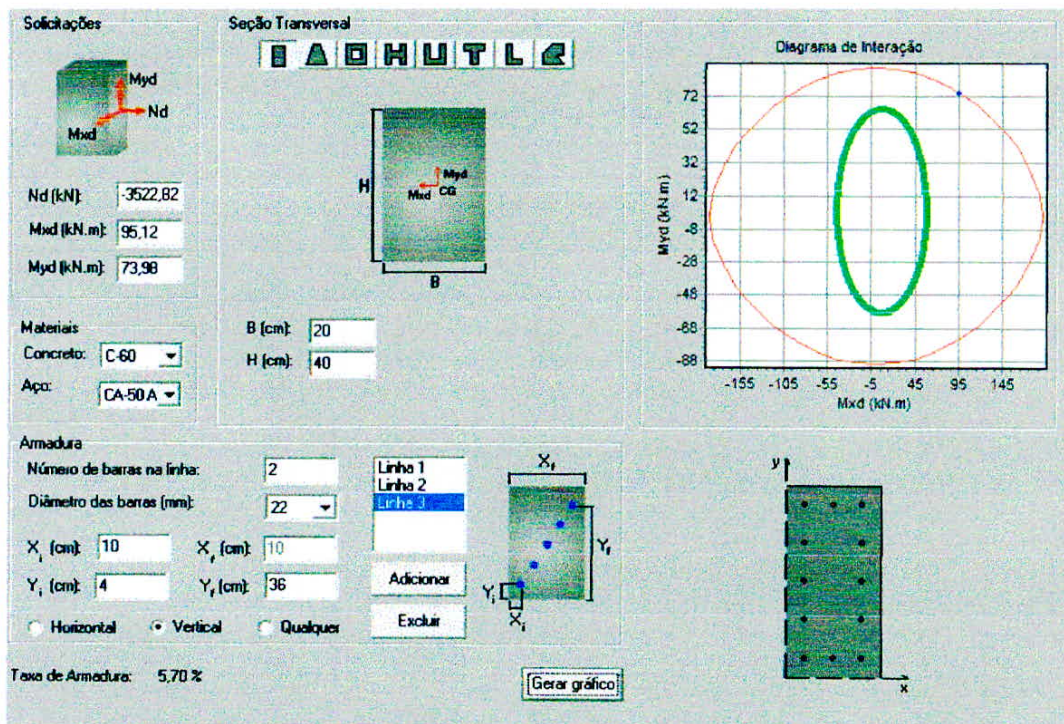 Solicitações
Myd
Nd
Mxd
Nd (kN): -3522,82
Mxd (kN.m): 95,12
Myd (kN.m): 73,98
Materiais
Concreto: C-60
Aço: CA-50 A
Seção Transversal
H
Myd
Mxd
CG
B
B (cm): 20
H (cm): 40
Diagrama de Interação
Myd (kN.m)
72
52
32
12
-8
-28
-48
-68
-88
-155 -105 -55 -5 45 95 145
Mxd (kN.m)
Armadura
Número de barras na linha: 2
Diâmetro das barras (mm): 22
Xi (cm): 10 Xf (cm): 10
Yi (cm): 4 Yf (cm): 36
Horizontal Vertical Qualquer
Linha 1
Linha 2
Linha 3
Adicionar
Excluir
Xf
Yf
Yi
Xi
y
x
Taxa de Armadura: 5,70 %
Gerar gráfico